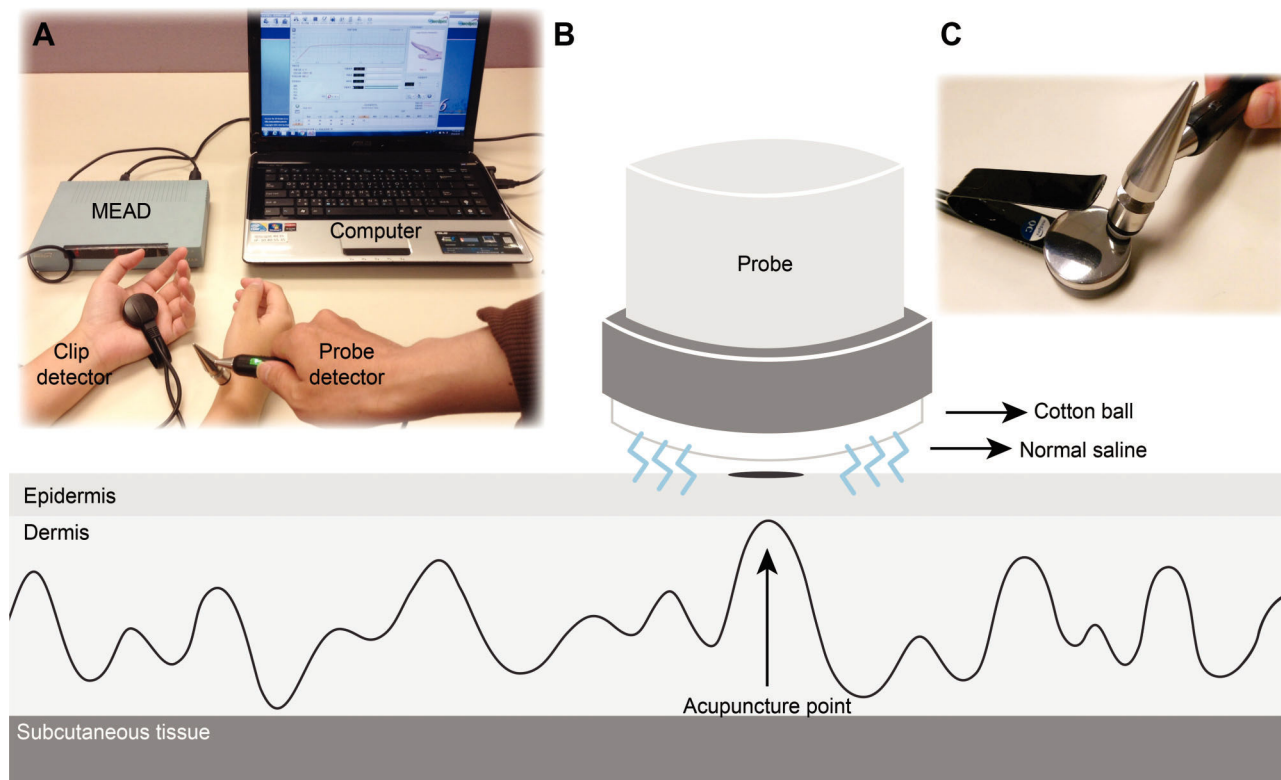 A
B
C
MEAD
Computer
Clip
detector
Probe
detector
Probe
Cotton ball
Normal saline
Epidermis
Dermis
Acupuncture point
Subcutaneous tissue